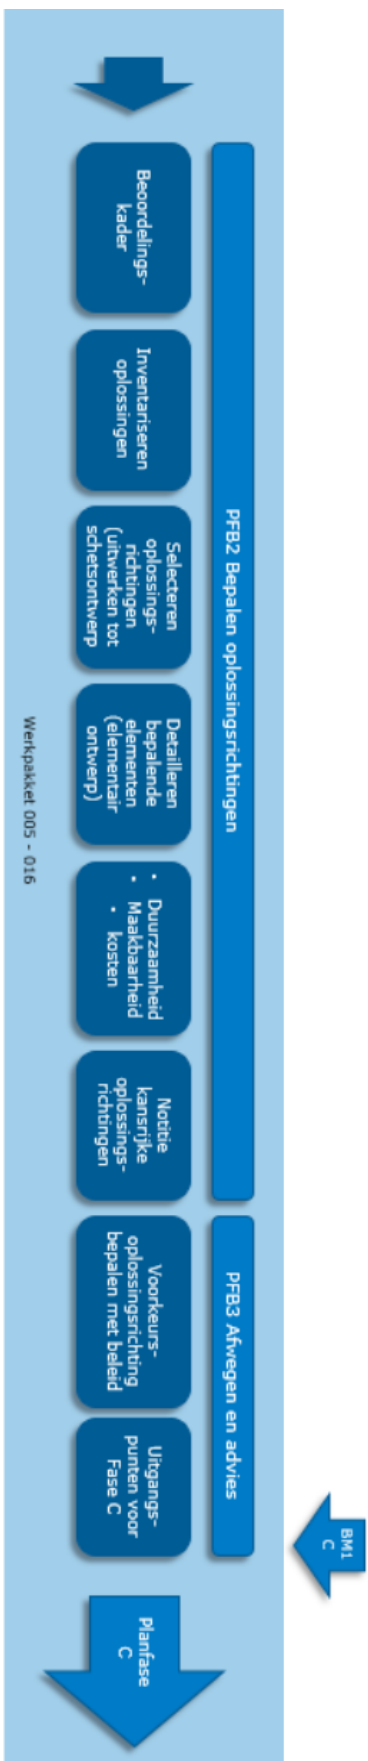 BM1
C
PFB2 Bepalen oplossingsrichtingen
PFB3 Afwegen en advies
Beoordelings-
kader
Inventariseren
oplossingen
Selecteren
oplossings-
richtingen
(uitwerken tot
schetsontwerp
Detailleren
bepalende
elementen
(elementair
ontwerp)
• Duurzaamheid
• Maakbaarheid
• kosten
Notitie
kansrijke
oplossings-
richtingen
Voorkeurs-
oplossingsrichting
bepalen met beleid
Uitgangs-
punten voor
Fase C
Planfase
C
Werkpakket 005 - 016